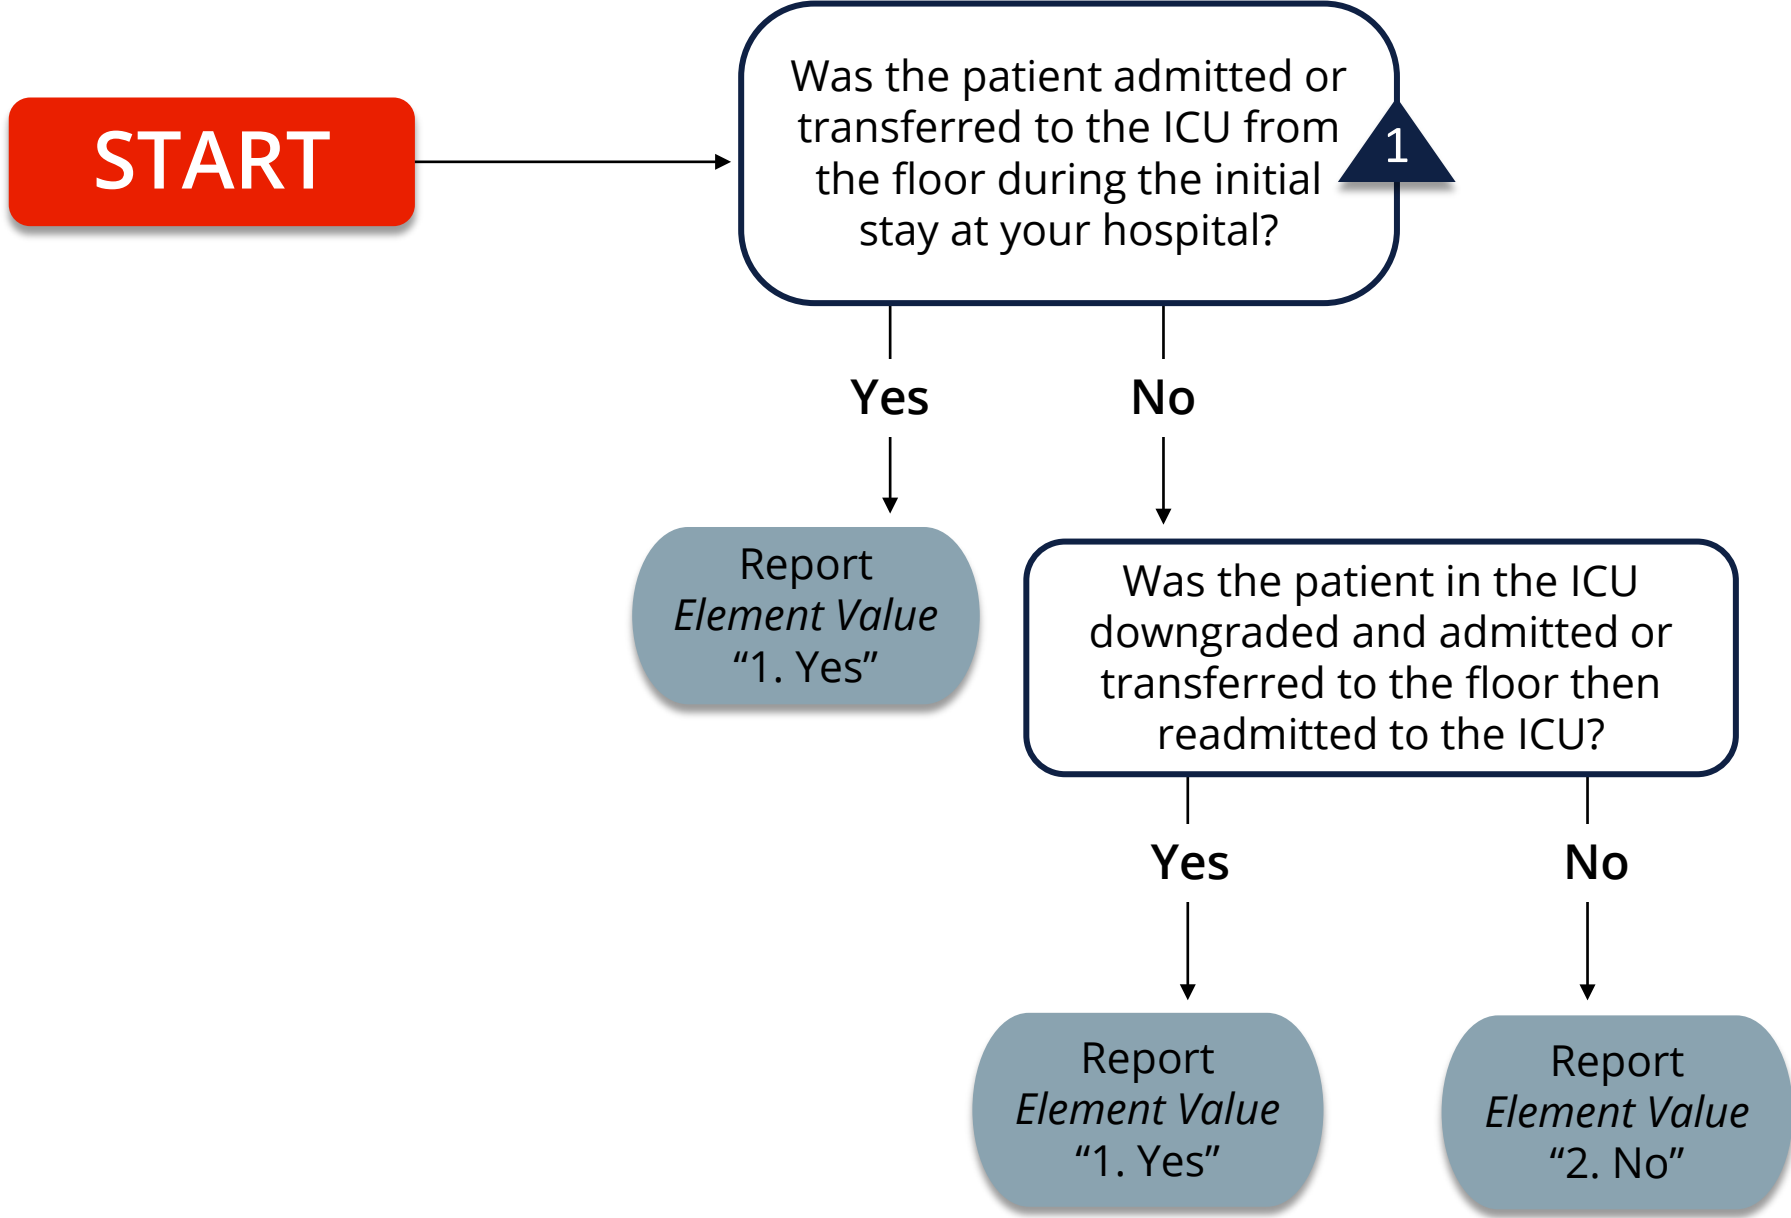 START
Was the patient admitted or
transferred to the ICU from
the floor during the initial
stay at your hospital?
1
Yes
No
Report
Element Value
“1. Yes”
Was the patient in the ICU
downgraded and admitted or
transferred to the floor then
readmitted to the ICU?
Yes
No
Report
Element Value
“1. Yes”
Report
Element Value
“2. No”